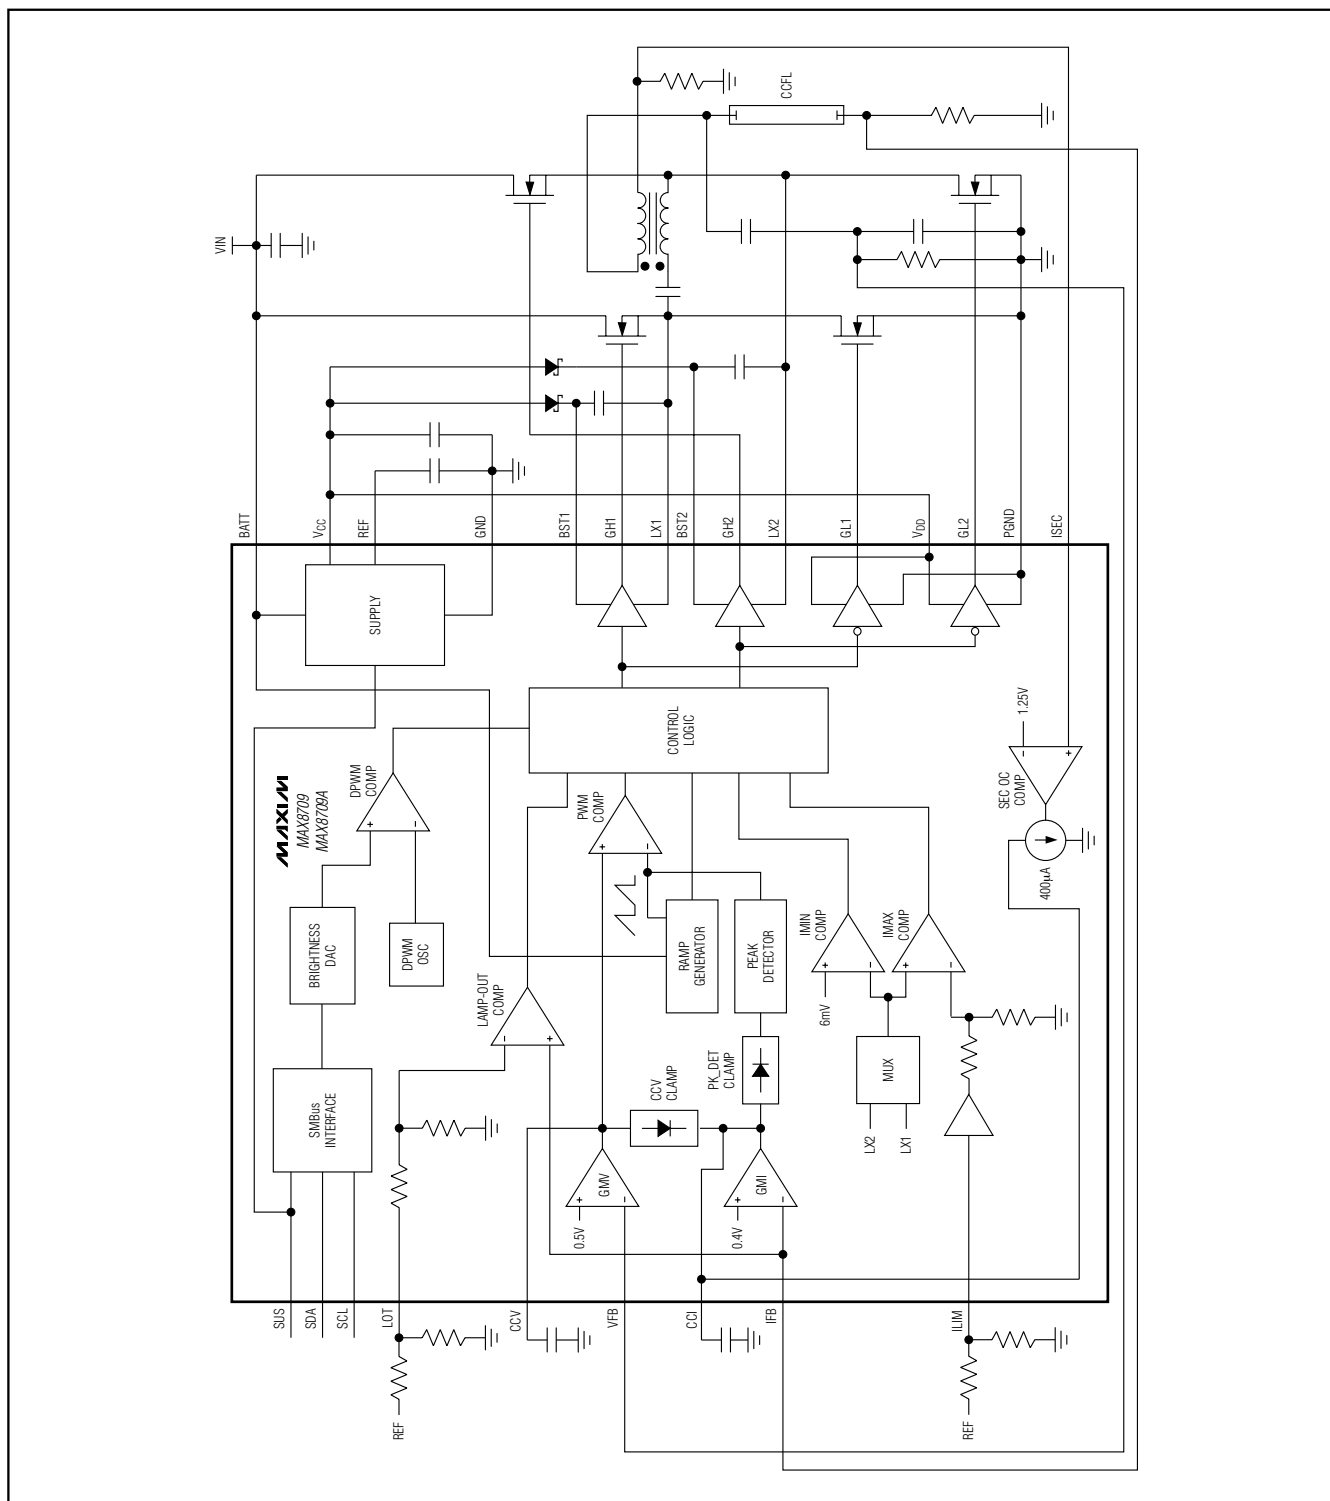 VIN
CCFL
BATT
VCC
REF
GND
BST1
GH1
LX1
BST2
GH2
LX2
GL1
VDD
GL2
PGND
ISEC
SUPPLY
MAXIM
MAX8709
MAX8709A
DPWM
COMP
CONTROL
LOGIC
1.25V
SEC OC
COMP
400µA
BRIGHTNESS
DAC
DPWM
OSC
PWM
COMP
LAMP-OUT
COMP
RAMP
GENERATOR
PEAK
DETECTOR
IMIN
COMP
IMAX
COMP
6mV
MUX
LX2
LX1
SMBus
INTERFACE
CCV
CLAMP
PK_DET
CLAMP
GMV
0.5V
GMI
0.4V
SUS
SDA
SCL
LOT
CCV
VFB
CCI
IFB
ILIM
REF
REF